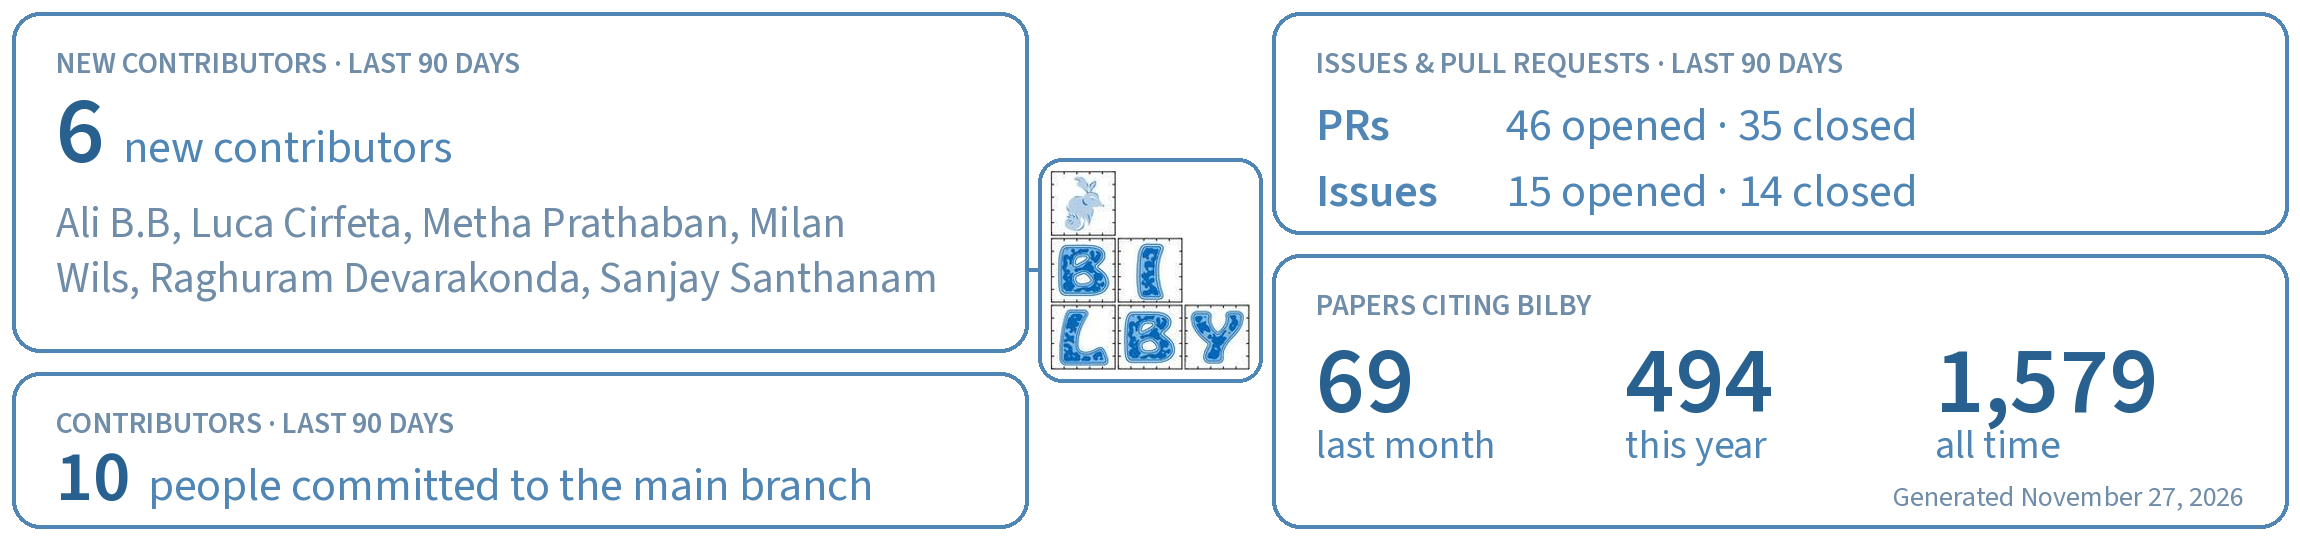 NEW CONTRIBUTORS · LAST 90 DAYS
6 new contributors
Ali B.B, Luca Cirfeta, Metha Prathaban, Milan
Wils, Raghuram Devarakonda, Sanjay Santhanam
CONTRIBUTORS · LAST 90 DAYS
10 people committed to the main branch
B I
L B Y
ISSUES & PULL REQUESTS · LAST 90 DAYS
PRs 46 opened · 35 closed
Issues 15 opened · 14 closed
PAPERS CITING BILBY
69 494 1,579
last month this year all time
Generated November 27, 2026